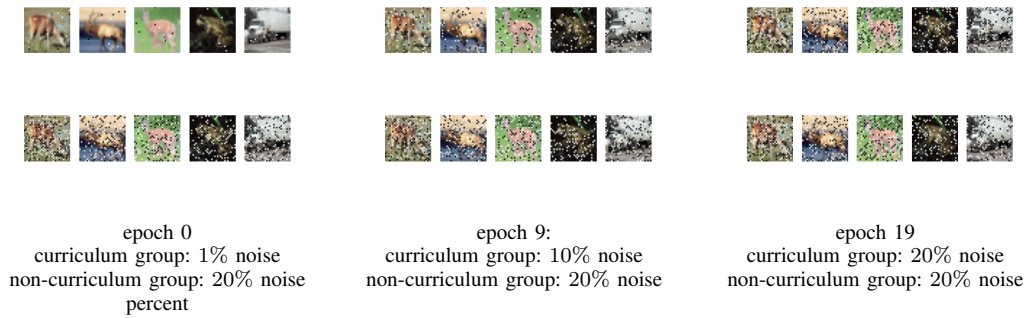 epoch 0
curriculum group: 1% noise
non-curriculum group: 20% noise
percent
epoch 9:
curriculum group: 10% noise
non-curriculum group: 20% noise
epoch 19
curriculum group: 20% noise
non-curriculum group: 20% noise